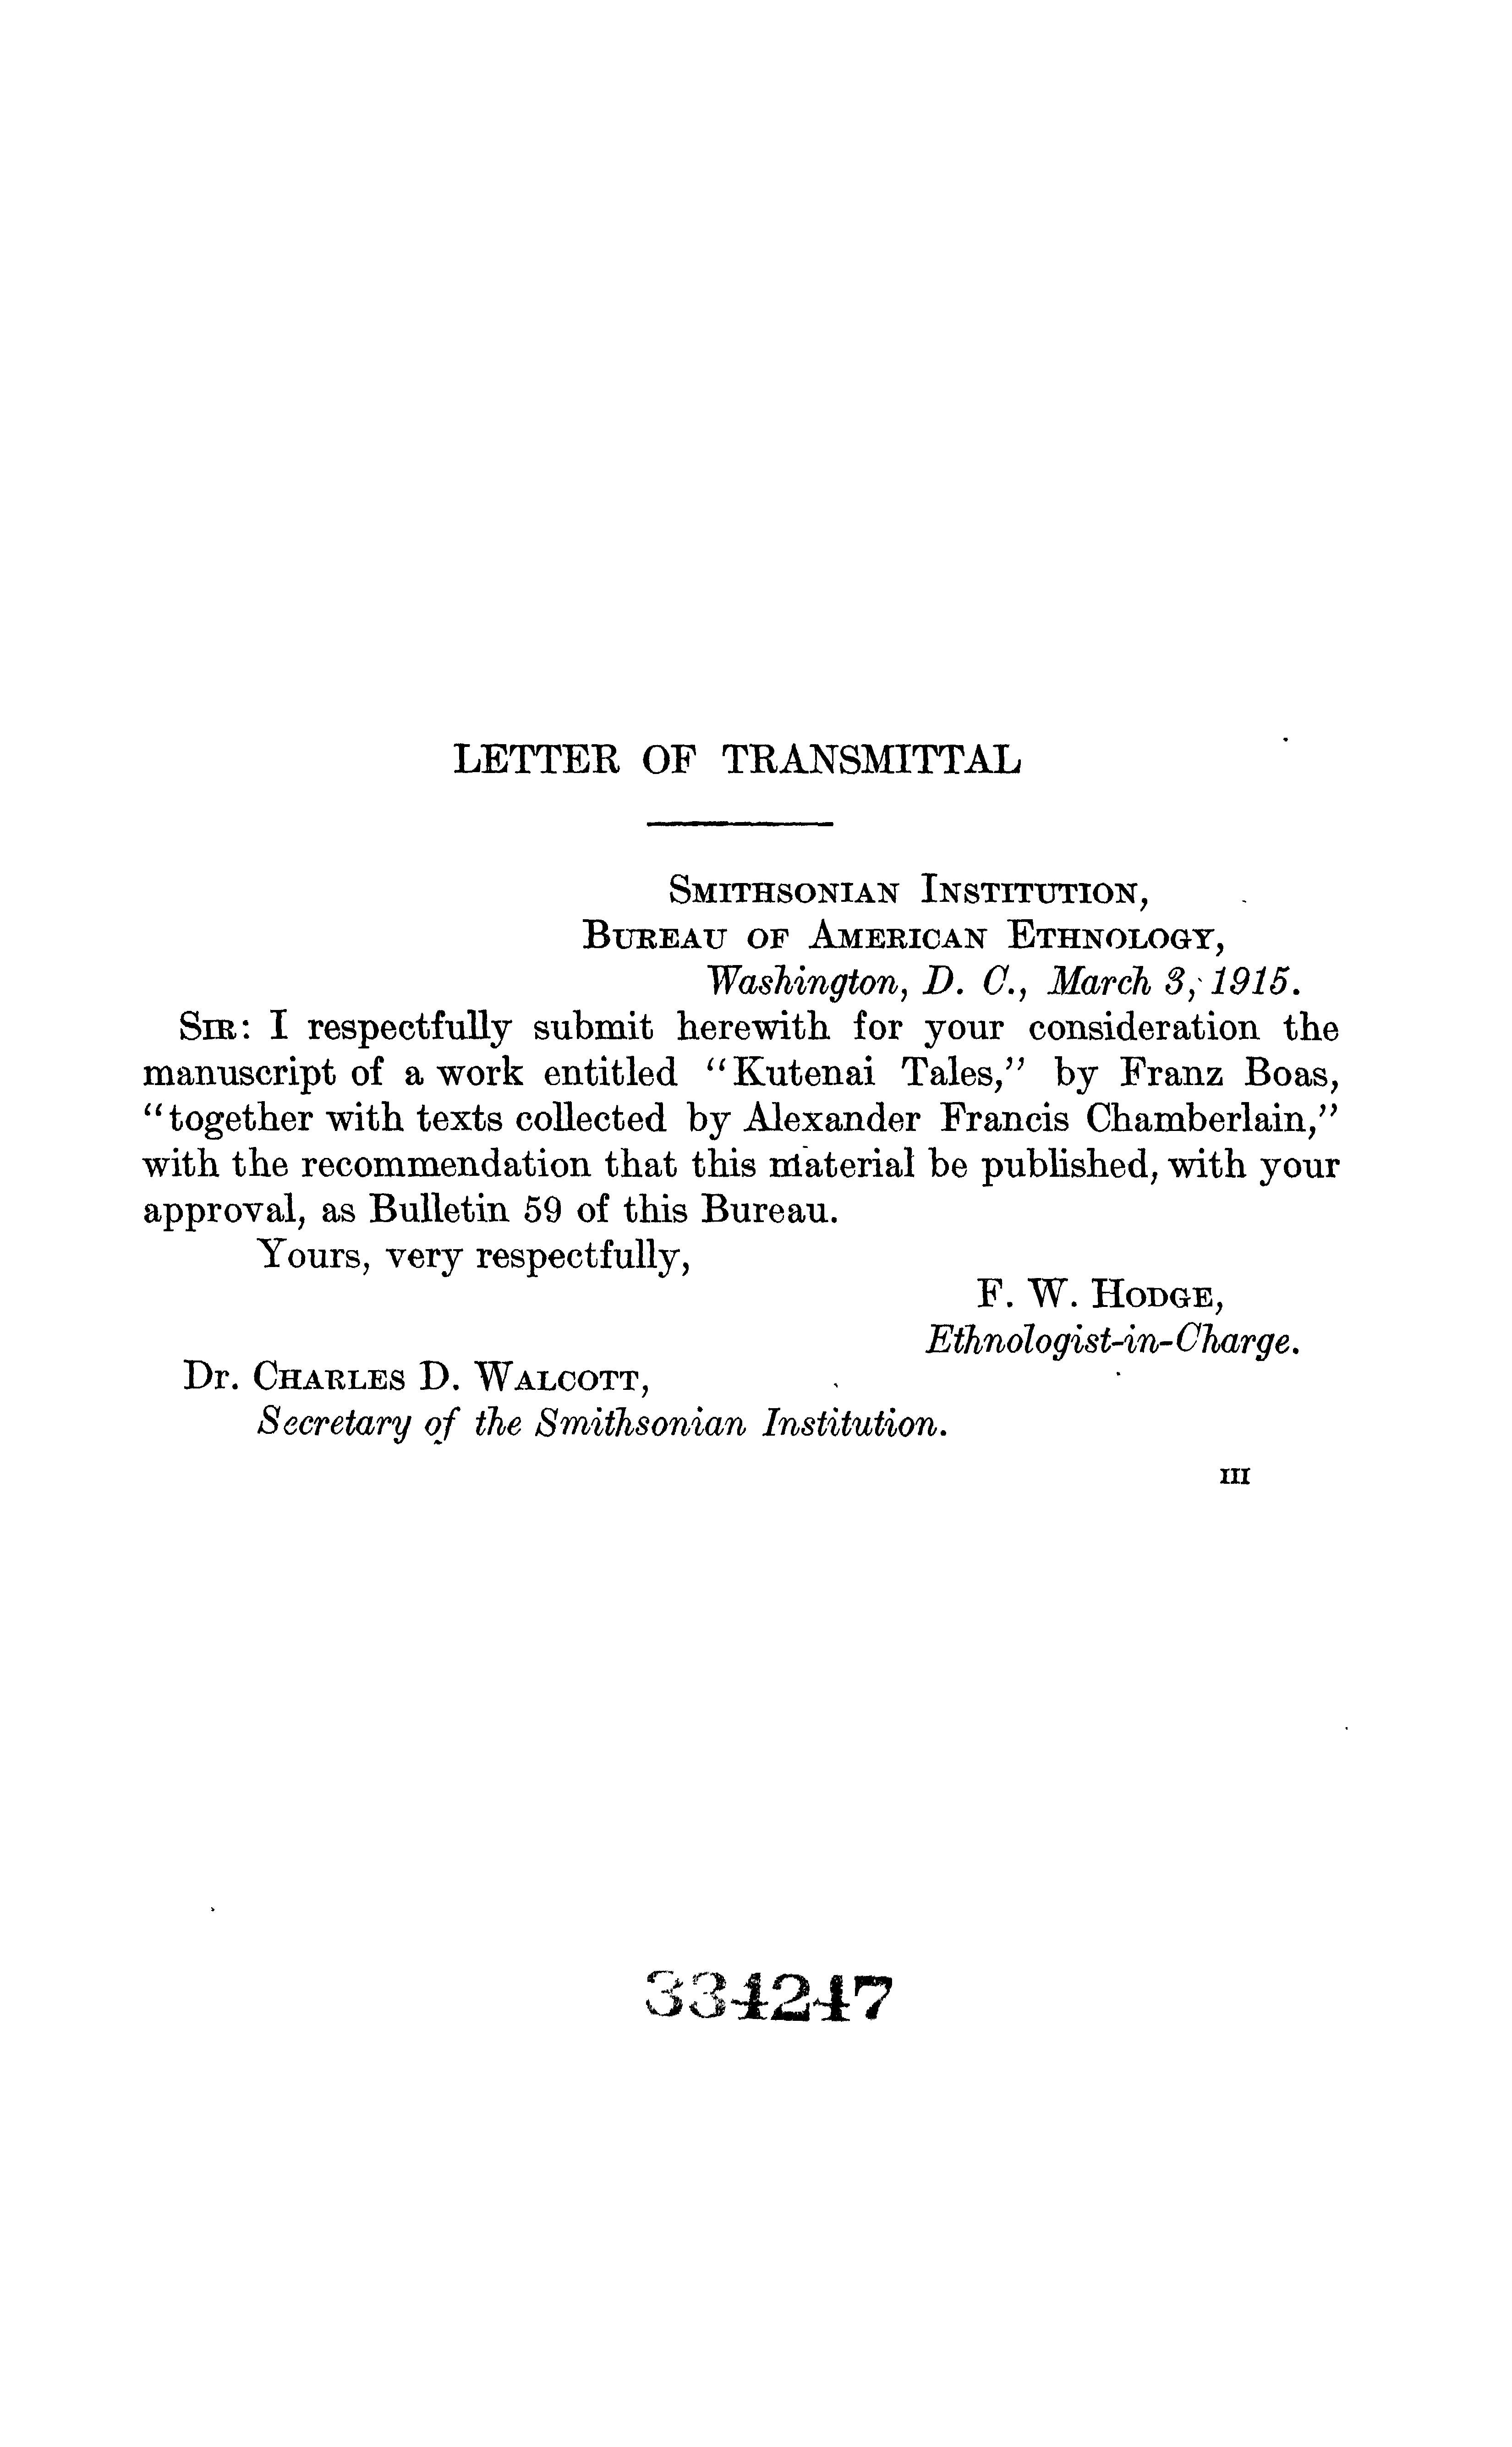 LETTER OF TRANSMITTAL
SMITHSONIAN INSTITUTION,
BUREAU OF AMERICAN ETHNOLOGY,
Washington, D. C., March 3, 1915.
SIR: I respectfully submit herewith for your consideration the
manuscript of a work entitled “Kutenai Tales,” by Franz Boas,
“together with texts collected by Alexander Francis Chamberlain,”
with the recommendation that this material be published, with your
approval, as Bulletin 59 of this Bureau.
Yours, very respectfully,
F. W. HODGE,
Ethnologist-in-Charge.
Dr. CHARLES D. WALCOTT,
Secretary of the Smithsonian Institution.
III
334247